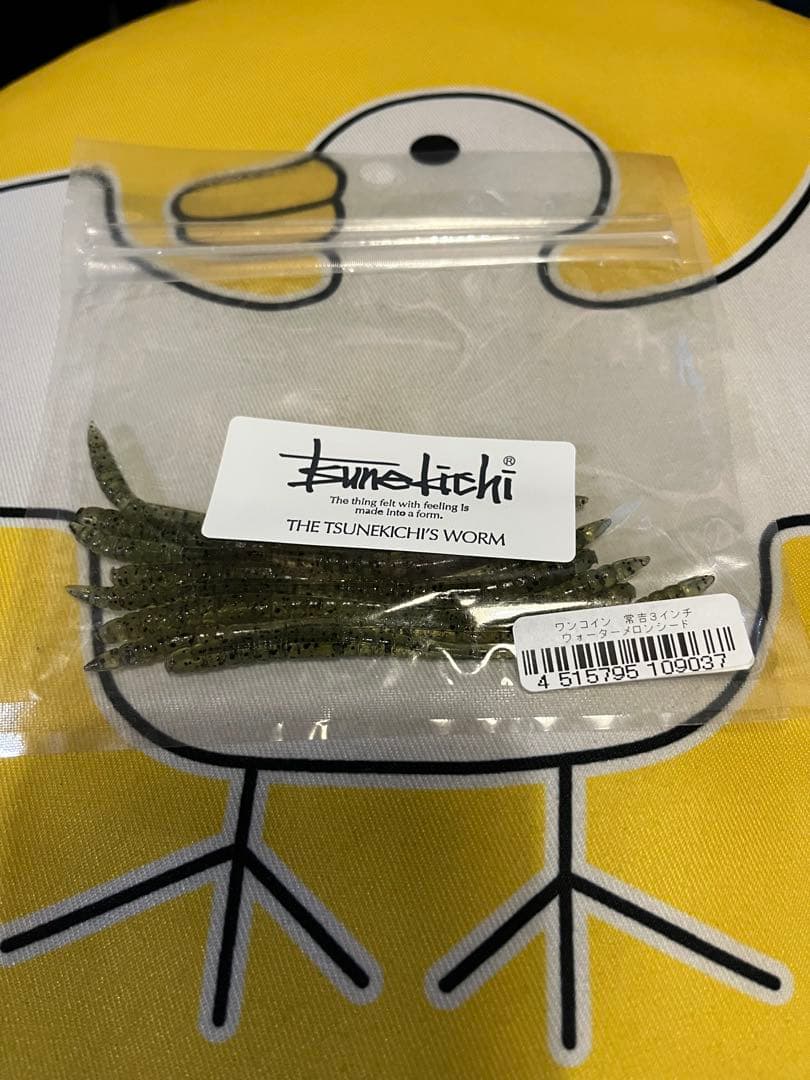 tsunekichi®
The thing felt with feeling is
made into a form.
THE TSUNEKICHI'S WORM
ワンコイン 常吉3インチ
ウォーターメロンシード
4 515795 109037